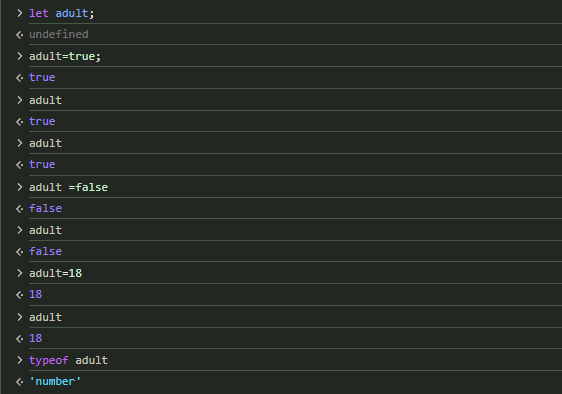 > let adult;
<· undefined
> adult=true;
<· true
> adult
<· true
> adult
<· true
> adult =false
<· false
> adult
<· false
> adult=18
<· 18
> adult
<· 18
> typeof adult
<· 'number'